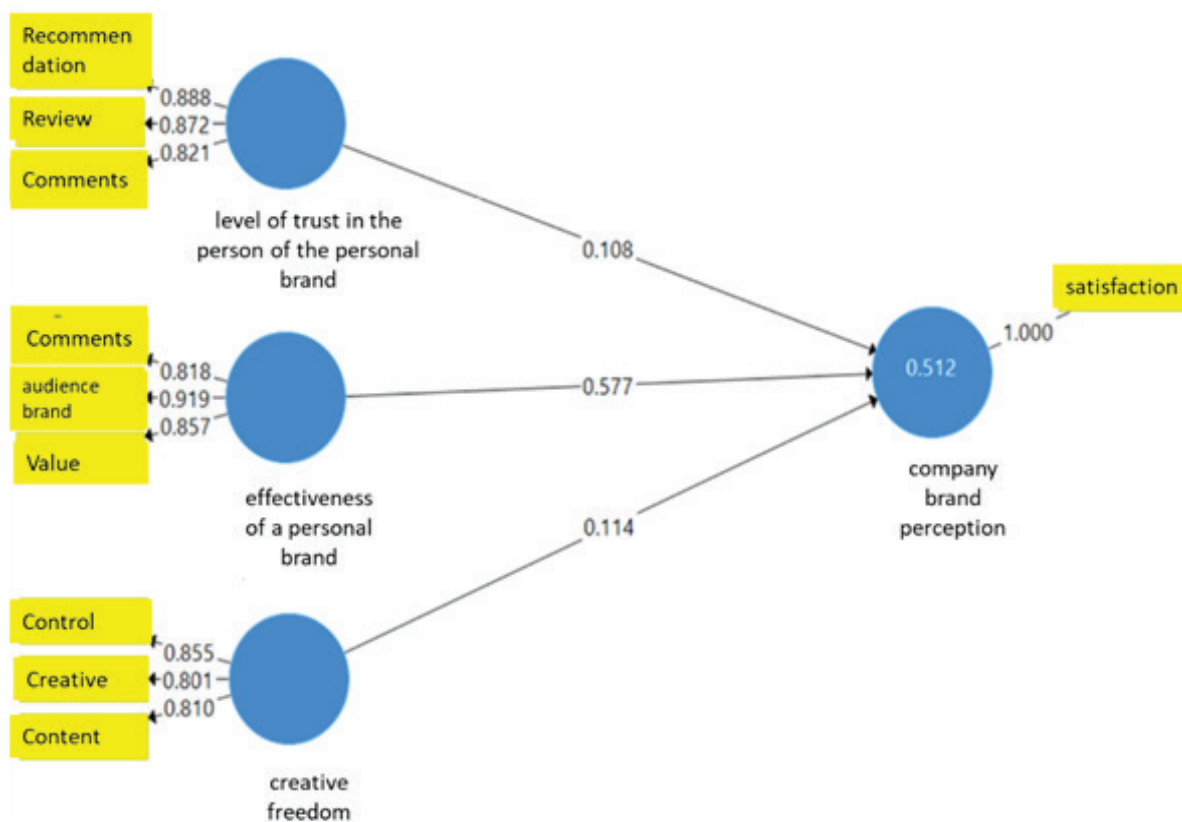 Recommen
dation
Review
Comments
0.888
0.872
0.821
level of trust in the
person of the personal
brand
0.108
Comments
audience
brand
Value
0.818
0.919
0.857
effectiveness
of a personal
brand
0.577
Control
Creative
Content
0.855
0.801
0.810
creative
freedom
0.114
0.512
company
brand
perception
1.000
satisfaction